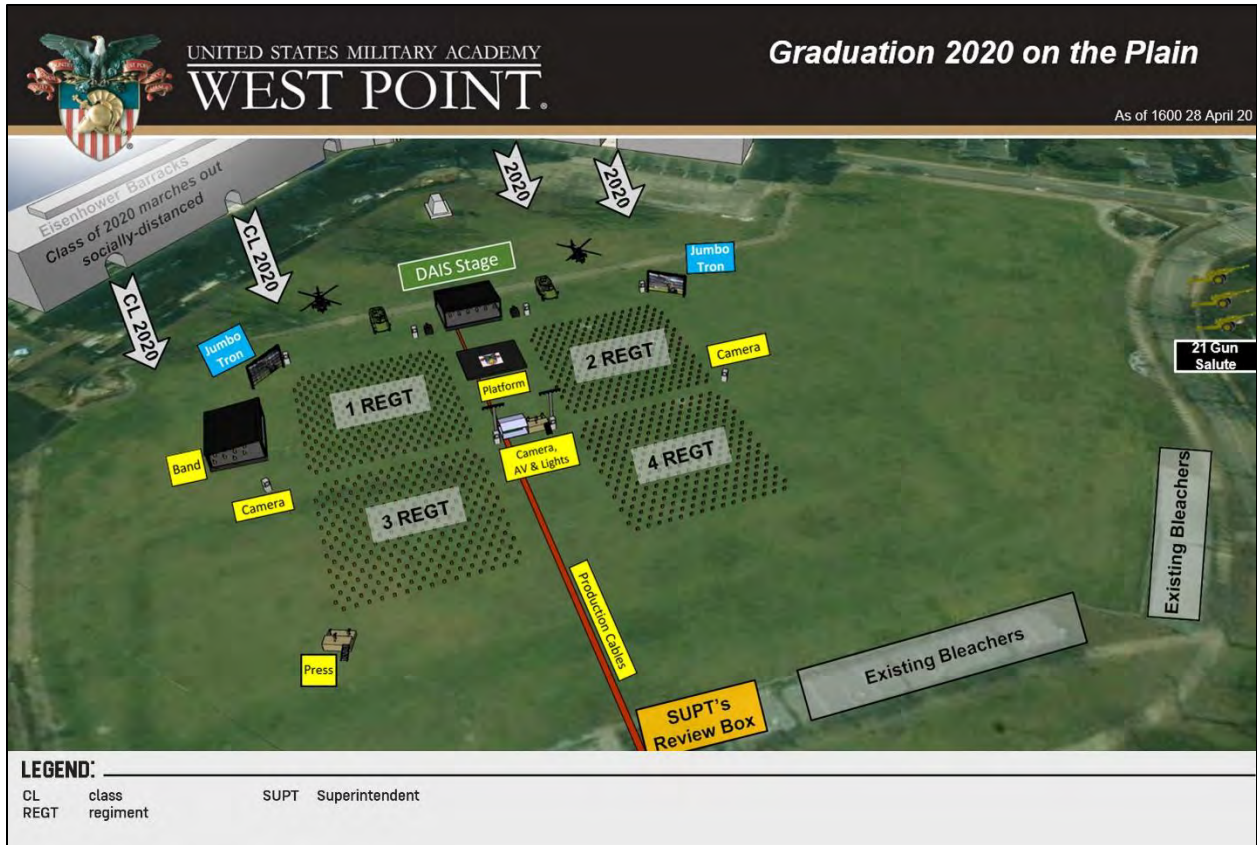 UNITED STATES MILITARY ACADEMY
WEST POINT.
Graduation 2020 on the Plain
As of 1600 28 April 20
Eisenhower Barracks
Class of 2020 marches out
socially-distanced
CL 2020
CL 2020
2020
2020
DAIS Stage
Jumbo
Tron
Jumbo
Tron
21 Gun
Salute
1 REGT
2 REGT
Platform
Camera
Band
Camera,
AV & Lights
4 REGT
Camera
3 REGT
Existing Bleachers
Production Cables
Press
Existing Bleachers
SUPT's
Review Box
LEGEND:
CL class
REGT regiment
SUPT Superintendent